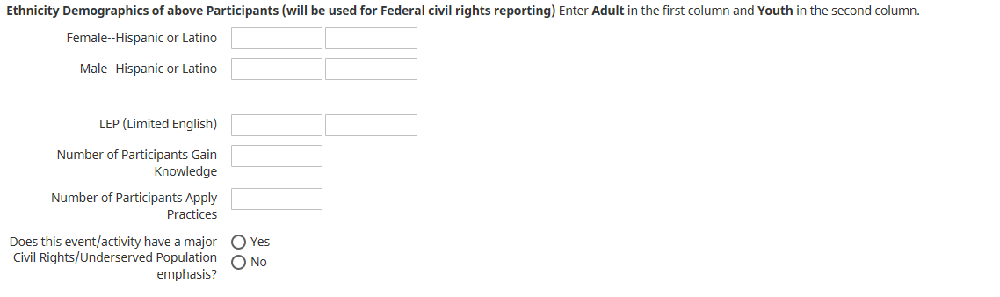 Ethnicity Demographics of above Participants (will be used for Federal civil rights reporting) Enter Adult in the first column and Youth in the second column.
Female--Hispanic or Latino
Male--Hispanic or Latino
LEP (Limited English)
Number of Participants Gain
Knowledge
Number of Participants Apply
Practices
Does this event/activity have a major
Civil Rights/Underserved Population
emphasis?
Yes
No